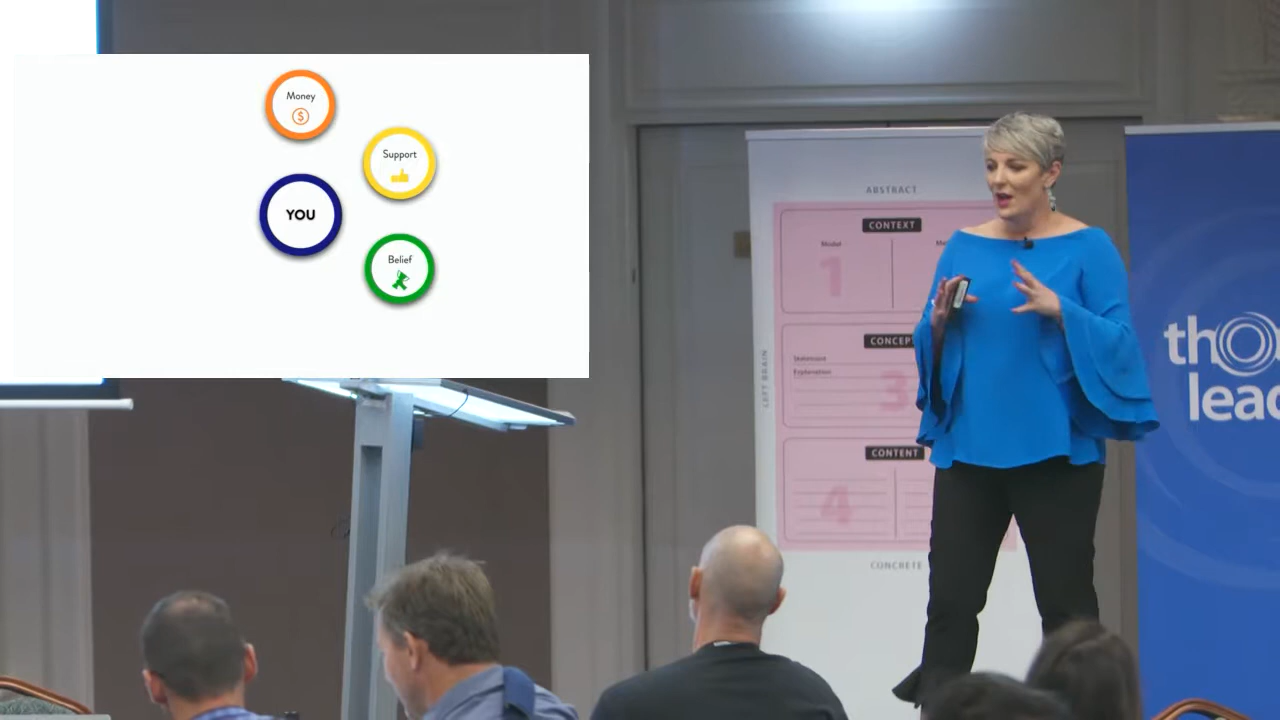 Money
$
Support
YOU
Belief
ABSTRACT
CONTEXT
Model
1
CONCEPT
Statement
Explanation
3
LEFT BRAIN
CONTENT
4
CONCRETE
tho
lead